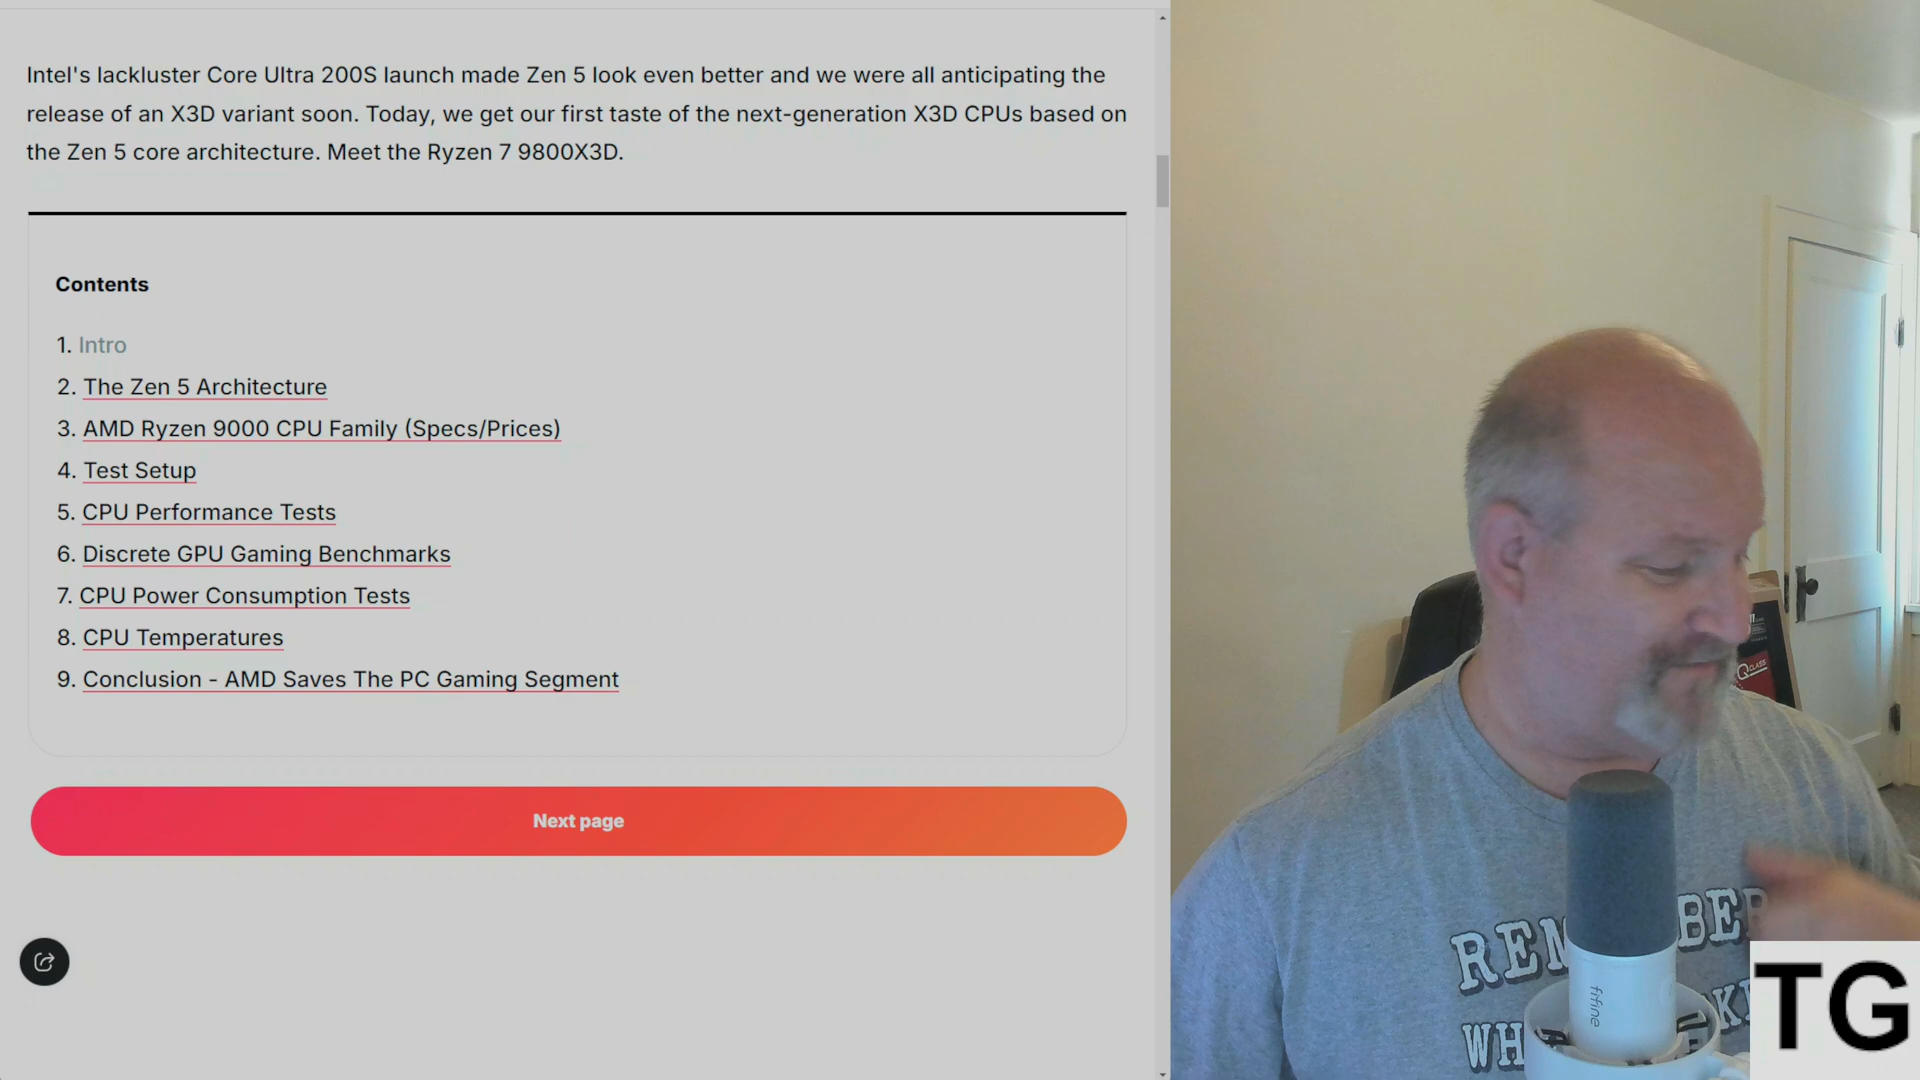 Intel's lackluster Core Ultra 200S launch made Zen 5 look even better and we were all anticipating the
release of an X3D variant soon. Today, we get our first taste of the next-generation X3D CPUs based on
the Zen 5 core architecture. Meet the Ryzen 7 9800X3D.
Contents
1. Intro
2. The Zen 5 Architecture
3. AMD Ryzen 9000 CPU Family (Specs/Prices)
4. Test Setup
5. CPU Performance Tests
6. Discrete GPU Gaming Benchmarks
7. CPU Power Consumption Tests
8. CPU Temperatures
9. Conclusion - AMD Saves The PC Gaming Segment
Next page
QCLASS
fifine
TG